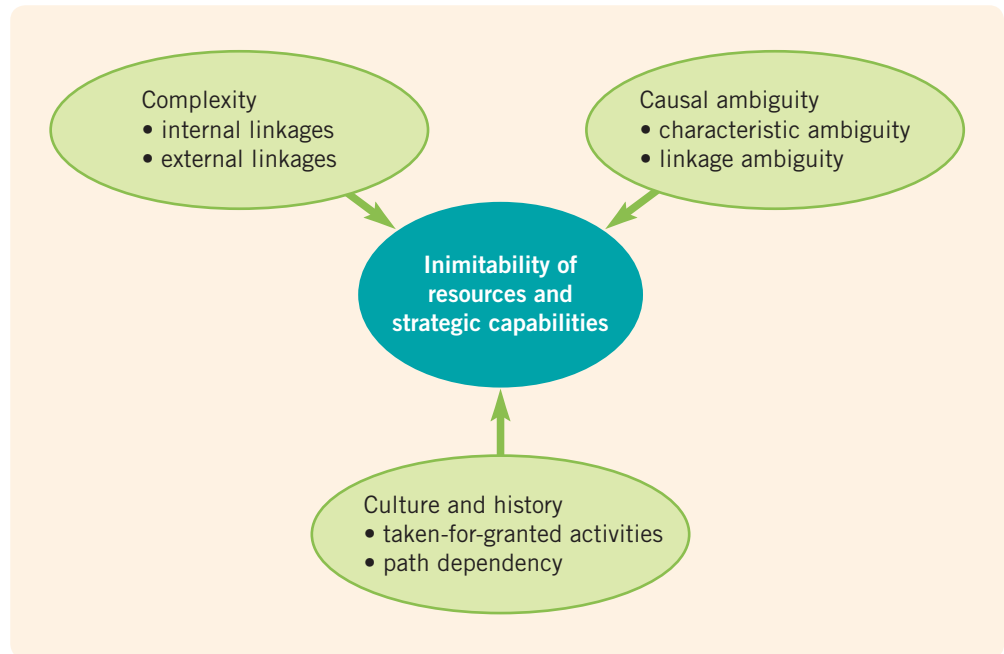 Complexity
• internal linkages
• external linkages
Causal ambiguity
• characteristic ambiguity
• linkage ambiguity
Inimitability of
resources and
strategic capabilities
Culture and history
• taken-for-granted activities
• path dependency